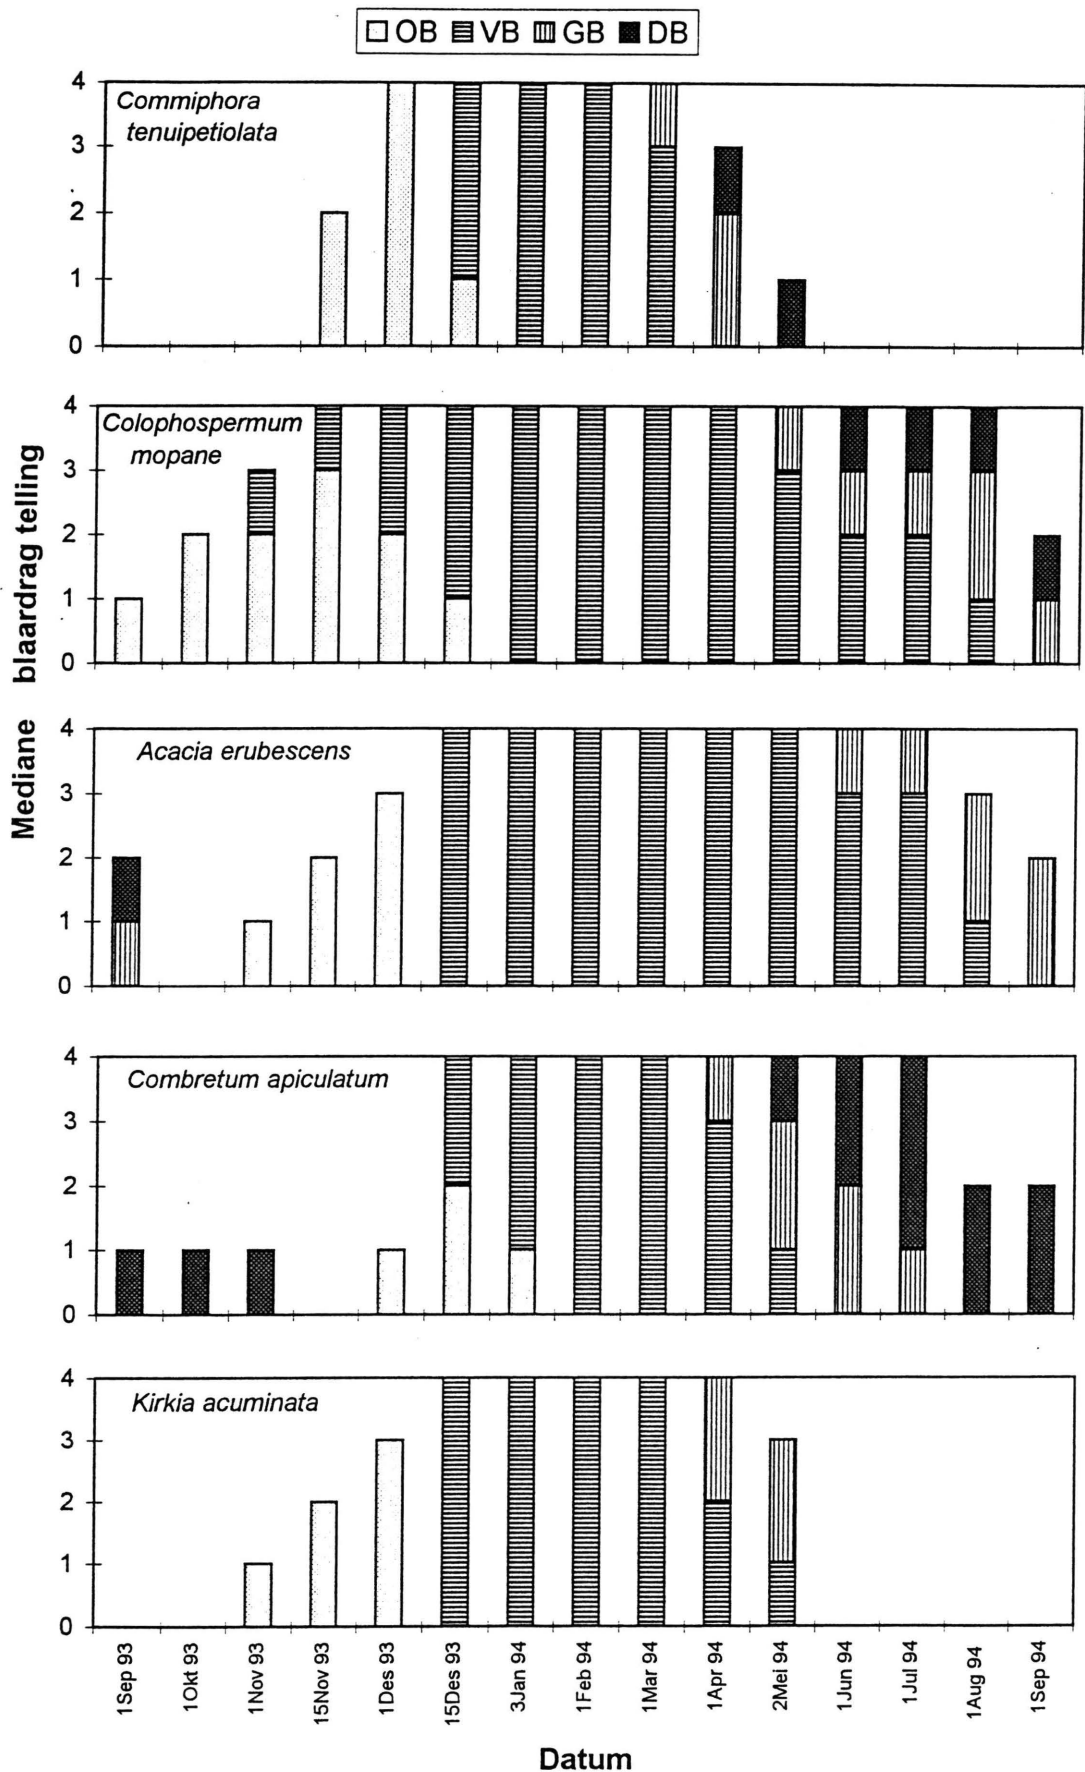 OB VB GB DB
Mediane blaardrag telling
4
3
2
1
0
Commiphora
tenuipetiolata
4
3
2
1
0
Colophospermum
mopane
4
3
2
1
0
Acacia erubescens
4
3
2
1
0
Combretum apiculatum
4
3
2
1
0
Kirkia acuminata
1Sep 93
1Okt 93
1Nov 93
15Nov 93
1Des 93
15Des 93
3Jan 94
1Feb 94
1Mar 94
1Apr 94
2Mei 94
1Jun 94
1Jul 94
1Aug 94
1Sep 94
Datum